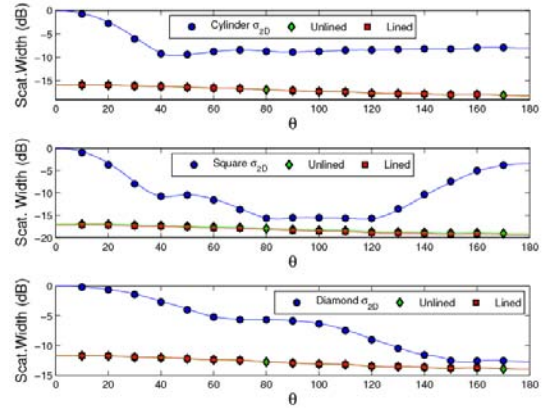 Scat.Width (dB)
0
-5
-10
-15
Cylinder σ2D Unlined Lined
0 20 40 60 80 100 120 140 160 180
θ
Scat. Width (dB)
0
-5
-10
-15
-20
Square σ2D Unlined Lined
0 20 40 60 80 100 120 140 160 180
θ
Scat.Width (dB)
0
-5
-10
-15
Diamond σ2D Unlined Lined
0 20 40 60 80 100 120 140 160 180
θ